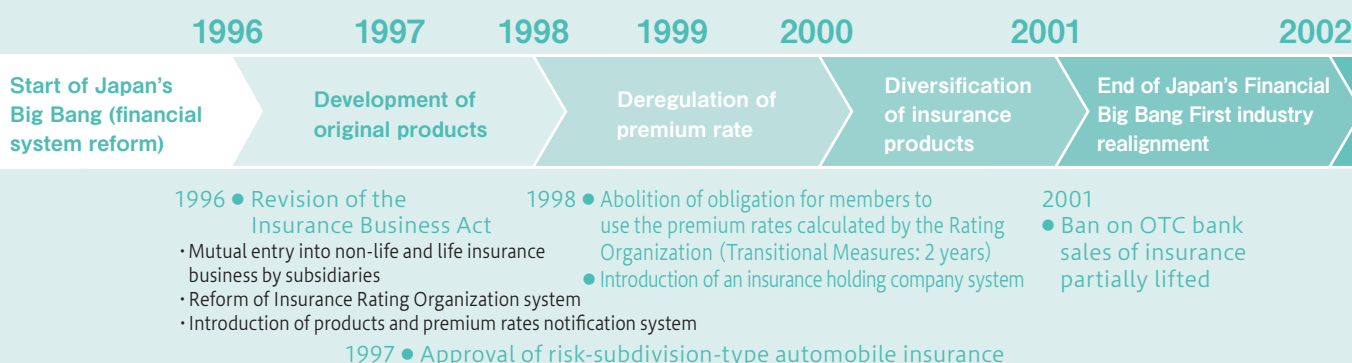 1996 1997 1998 1999 2000 2001 2002
Start of Japan's
Big Bang (financial
system reform)
Development of
original products
Deregulation of
premium rate
Diversification
of insurance
products
End of Japan's Financial
Big Bang First industry
realignment
1996 ● Revision of the
Insurance Business Act
・Mutual entry into non-life and life insurance
business by subsidiaries
・Reform of Insurance Rating Organization system
・Introduction of products and premium rates notification system
1997 ● Approval of risk-subdivision-type automobile insurance
1998 ● Abolition of obligation for members to
use the premium rates calculated by the Rating
Organization (Transitional Measures: 2 years)
● Introduction of an insurance holding company system
2001
● Ban on OTC bank
sales of insurance
partially lifted